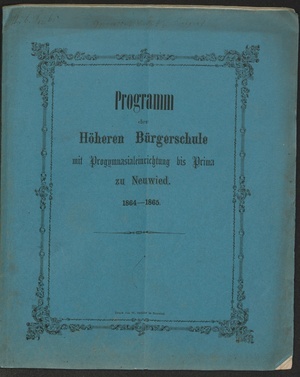 Programm
der
Höheren Bürgerschule
mit Progymnasialeinrichtung bis Prima
zu Neuwied.
1864—1865.